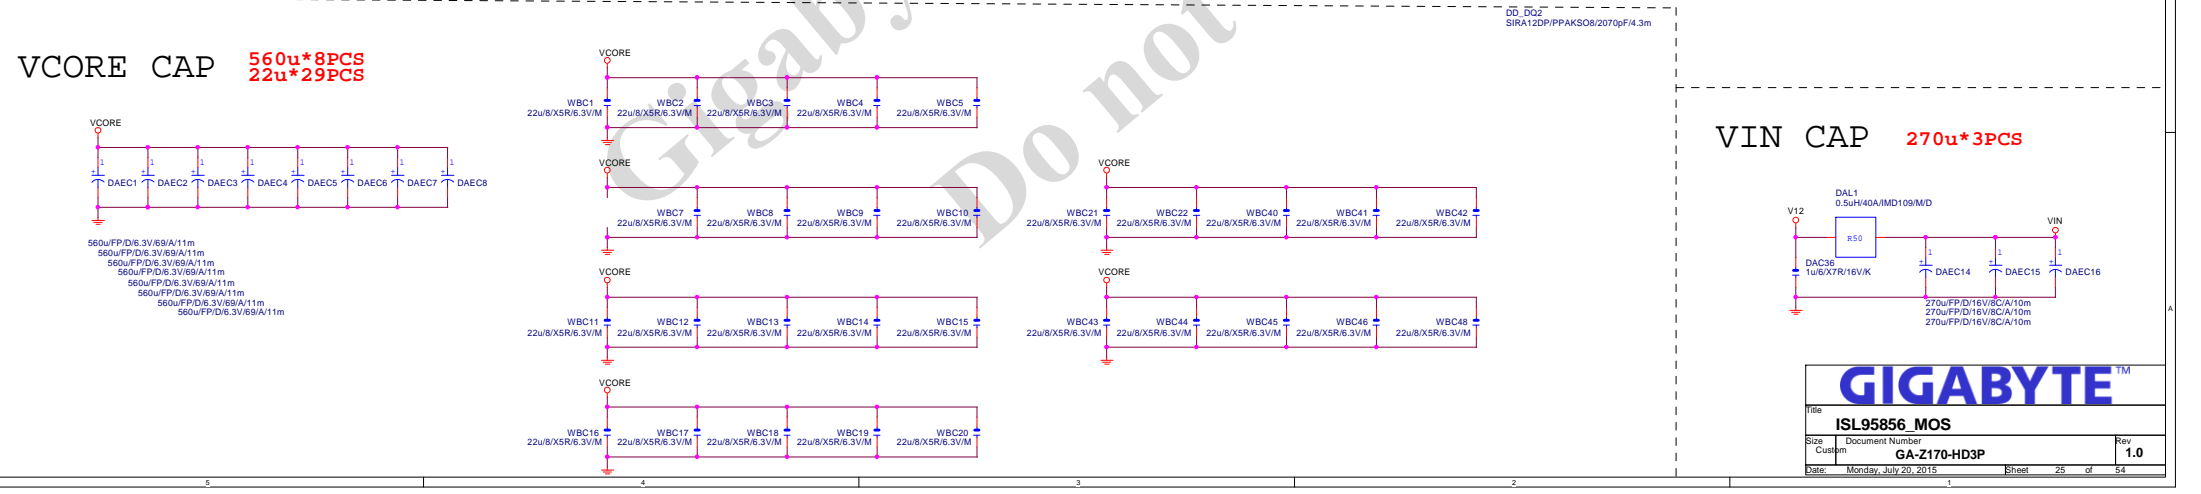 DD_DQ2
SIRA12DP/PPAKSO8/2070pF/4.3m
Gigaby
Do not
VCORE CAP
560u*8PCS
22u*29PCS
VCORE
1 1 1 1 1 1 1 1
+ + + + + + + +
DAEC1 DAEC2 DAEC3 DAEC4 DAEC5 DAEC6 DAEC7 DAEC8
560u/FP/D/6.3V/69/A/11m
560u/FP/D/6.3V/69/A/11m
560u/FP/D/6.3V/69/A/11m
560u/FP/D/6.3V/69/A/11m
560u/FP/D/6.3V/69/A/11m
560u/FP/D/6.3V/69/A/11m
560u/FP/D/6.3V/69/A/11m
560u/FP/D/6.3V/69/A/11m
VCORE
WBC1 WBC2 WBC3 WBC4 WBC5
22u/8/X5R/6.3V/M 22u/8/X5R/6.3V/M 22u/8/X5R/6.3V/M 22u/8/X5R/6.3V/M 22u/8/X5R/6.3V/M
VCORE
WBC7 WBC8 WBC9 WBC10
22u/8/X5R/6.3V/M 22u/8/X5R/6.3V/M 22u/8/X5R/6.3V/M 22u/8/X5R/6.3V/M
VCORE
WBC11 WBC12 WBC13 WBC14 WBC15
22u/8/X5R/6.3V/M 22u/8/X5R/6.3V/M 22u/8/X5R/6.3V/M 22u/8/X5R/6.3V/M 22u/8/X5R/6.3V/M
VCORE
WBC16 WBC17 WBC18 WBC19 WBC20
22u/8/X5R/6.3V/M 22u/8/X5R/6.3V/M 22u/8/X5R/6.3V/M 22u/8/X5R/6.3V/M 22u/8/X5R/6.3V/M
VCORE
WBC21 WBC22 WBC40 WBC41 WBC42
22u/8/X5R/6.3V/M 22u/8/X5R/6.3V/M 22u/8/X5R/6.3V/M 22u/8/X5R/6.3V/M 22u/8/X5R/6.3V/M
VCORE
WBC43 WBC44 WBC45 WBC46 WBC48
22u/8/X5R/6.3V/M 22u/8/X5R/6.3V/M 22u/8/X5R/6.3V/M 22u/8/X5R/6.3V/M 22u/8/X5R/6.3V/M
VIN CAP 270u*3PCS
DAL1
0.5uH/40A/IMD109/M/D
V12
VIN
R50
DAC36
1u/6/X7R/16V/K
1 1 1
+ + +
DAEC14 DAEC15 DAEC16
270u/FP/D/16V/8C/A/10m
270u/FP/D/16V/8C/A/10m
270u/FP/D/16V/8C/A/10m
A
GIGABYTE™
Title
ISL95856_MOS
Size Document Number Rev
Custom GA-Z170-HD3P 1.0
Date: Monday, July 20, 2015 Sheet 25 of 54
5 4 3 2 1